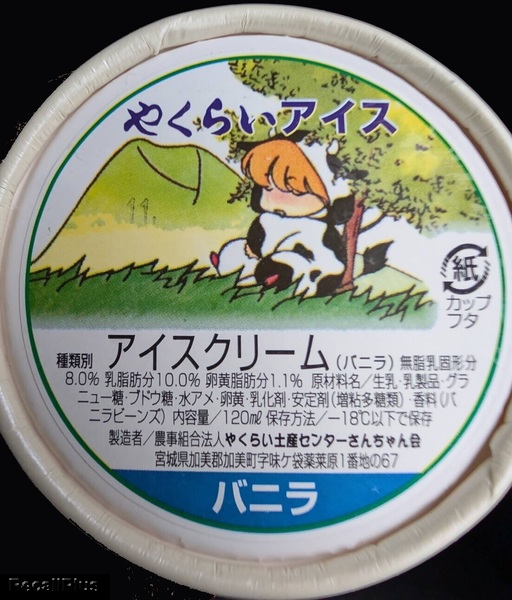 やくらいアイス
11.
紙
カップ
フタ
種類別 アイスクリーム(バニラ)無脂乳固形分
8.0% 乳脂肪分10.0% 卵黄脂肪分1.1% 原材料名/生乳・乳製品・グラ
ニュー糖・ブドウ糖・水アメ・卵黄・乳化剤・安定剤(増粘多糖類)・香料(バ
ニラビーンズ) 内容量/120ml 保存方法/−18℃以下で保存
製造者/農事組合法人やくらい土産センターさんちゃん会
宮城県加美郡加美町字味ケ袋薬莱原1番地の67
バニラ
RecallPlus